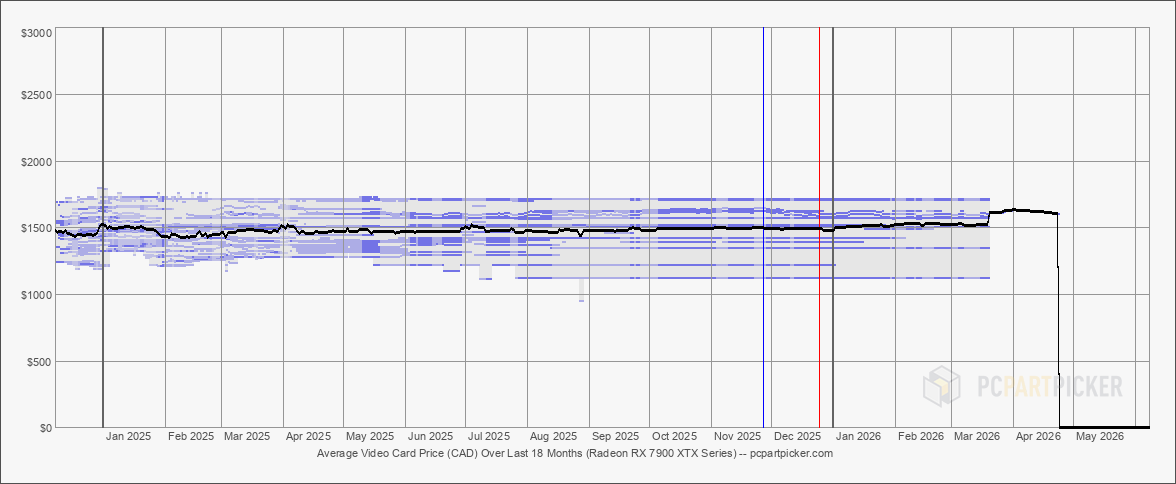 $3000
$2500
$2000
$1500
$1000
$500
$0
PCPARTPICKER
Jan 2025 Feb 2025 Mar 2025 Apr 2025 May 2025 Jun 2025 Jul 2025 Aug 2025 Sep 2025 Oct 2025 Nov 2025 Dec 2025 Jan 2026 Feb 2026 Mar 2026 Apr 2026 May 2026
Average Video Card Price (CAD) Over Last 18 Months (Radeon RX 7900 XTX Series) -- pcpartpicker.com